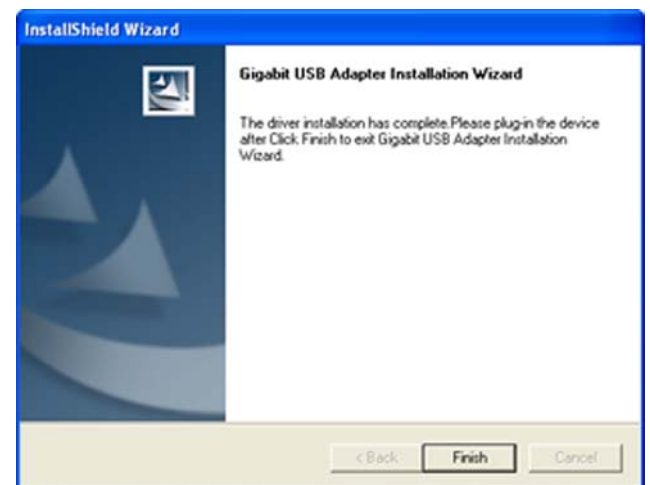 InstallShield Wizard
Gigabit USB Adapter Installation Wizard
The driver installation has complete.Please plug-in the device
after Click Finish to exit Gigabit USB Adapter Installation
Wizard.
< Back Finish Cancel